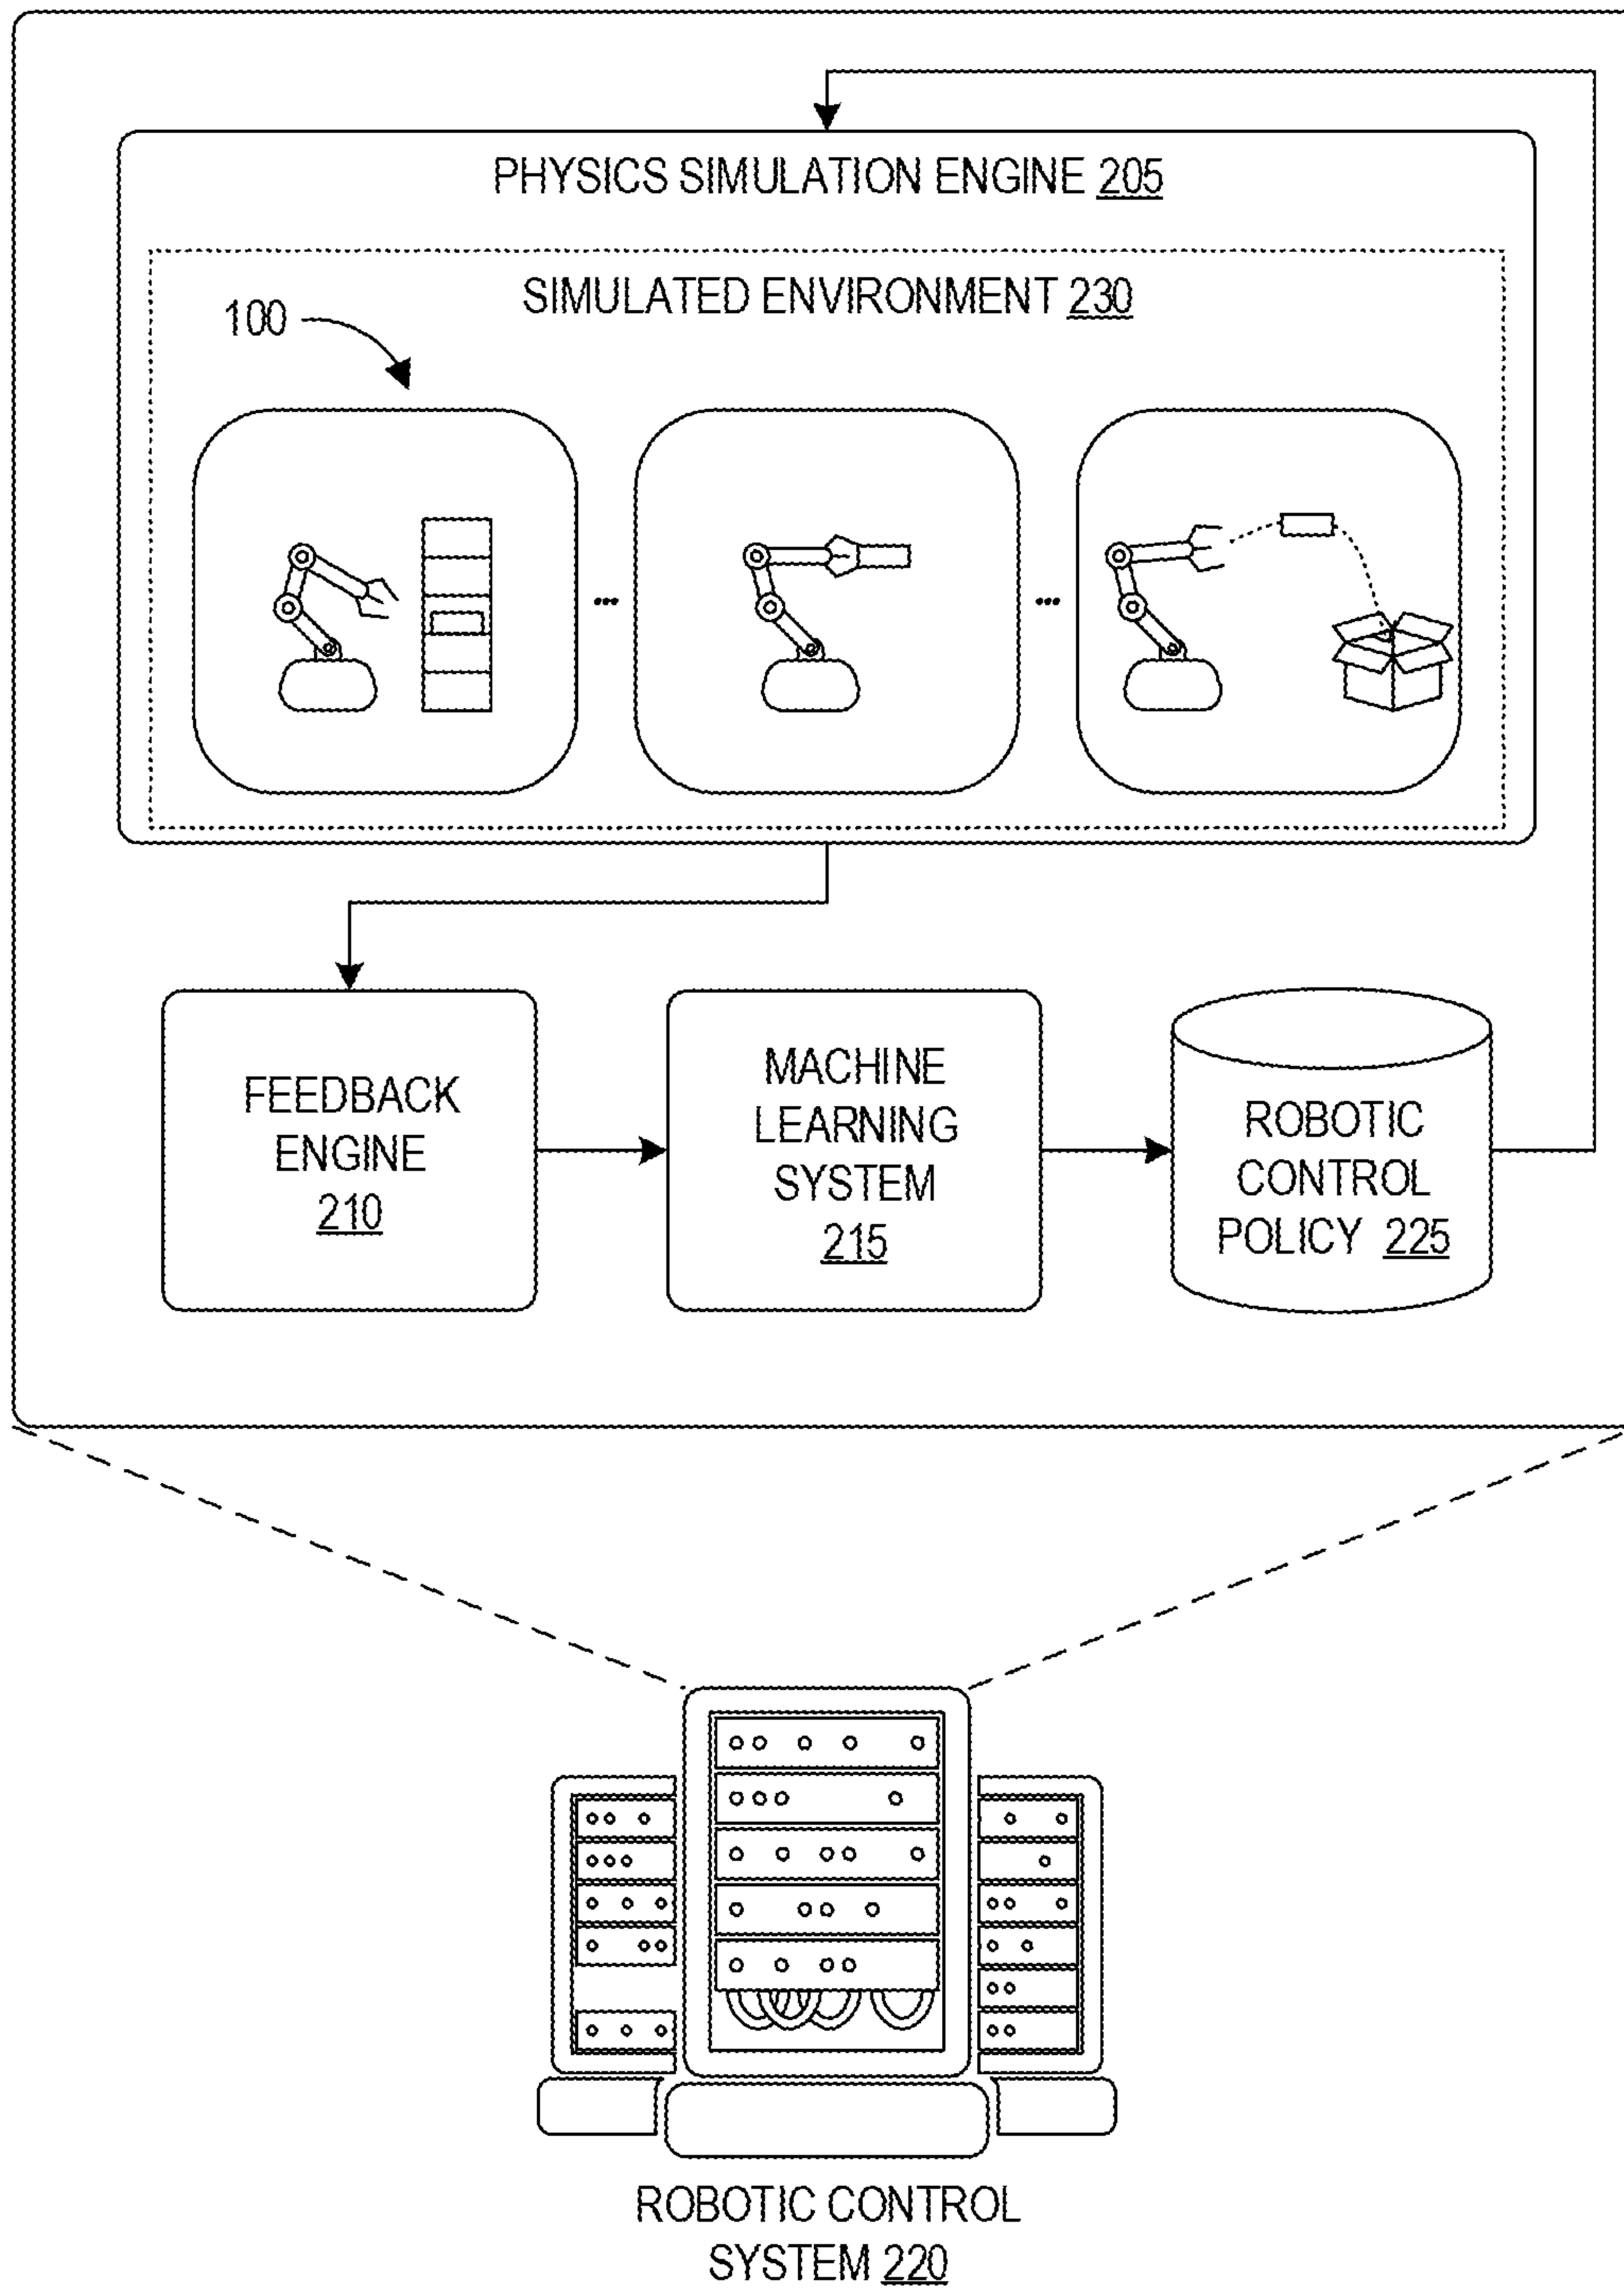 PHYSICS SIMULATION ENGINE 205
SIMULATED ENVIRONMENT 230
100
...
...
FEEDBACK
ENGINE
210
MACHINE
LEARNING
SYSTEM
215
ROBOTIC
CONTROL
POLICY 225
ROBOTIC CONTROL
SYSTEM 220